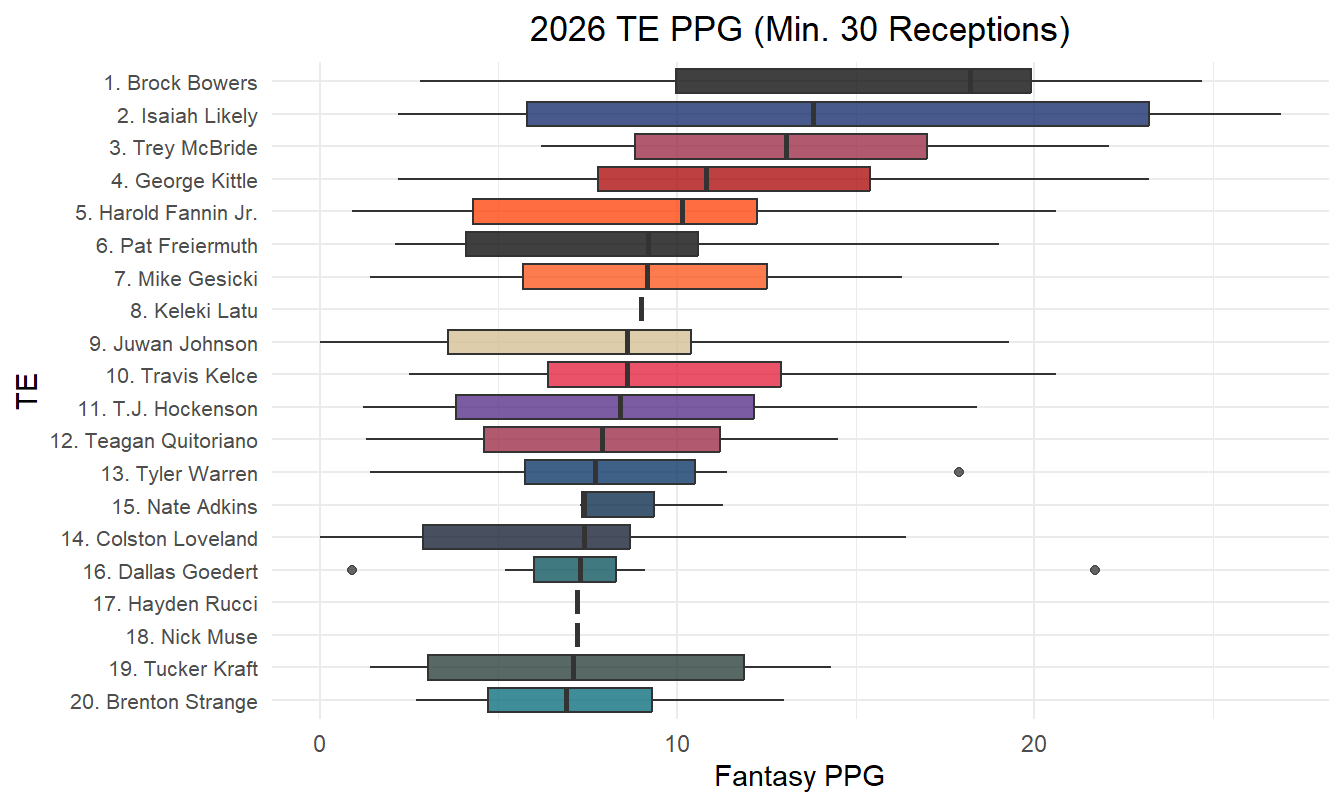 2026 TE PPG (Min. 30 Receptions)
1. Brock Bowers
2. Isaiah Likely
3. Trey McBride
4. George Kittle
5. Harold Fannin Jr.
6. Pat Freiermuth
7. Mike Gesicki
8. Keleki Latu
9. Juwan Johnson
10. Travis Kelce
11. T.J. Hockenson
12. Teagan Quitoriano
13. Tyler Warren
15. Nate Adkins
14. Colston Loveland
16. Dallas Goedert
17. Hayden Rucci
18. Nick Muse
19. Tucker Kraft
20. Brenton Strange
TE
0 10 20
Fantasy PPG